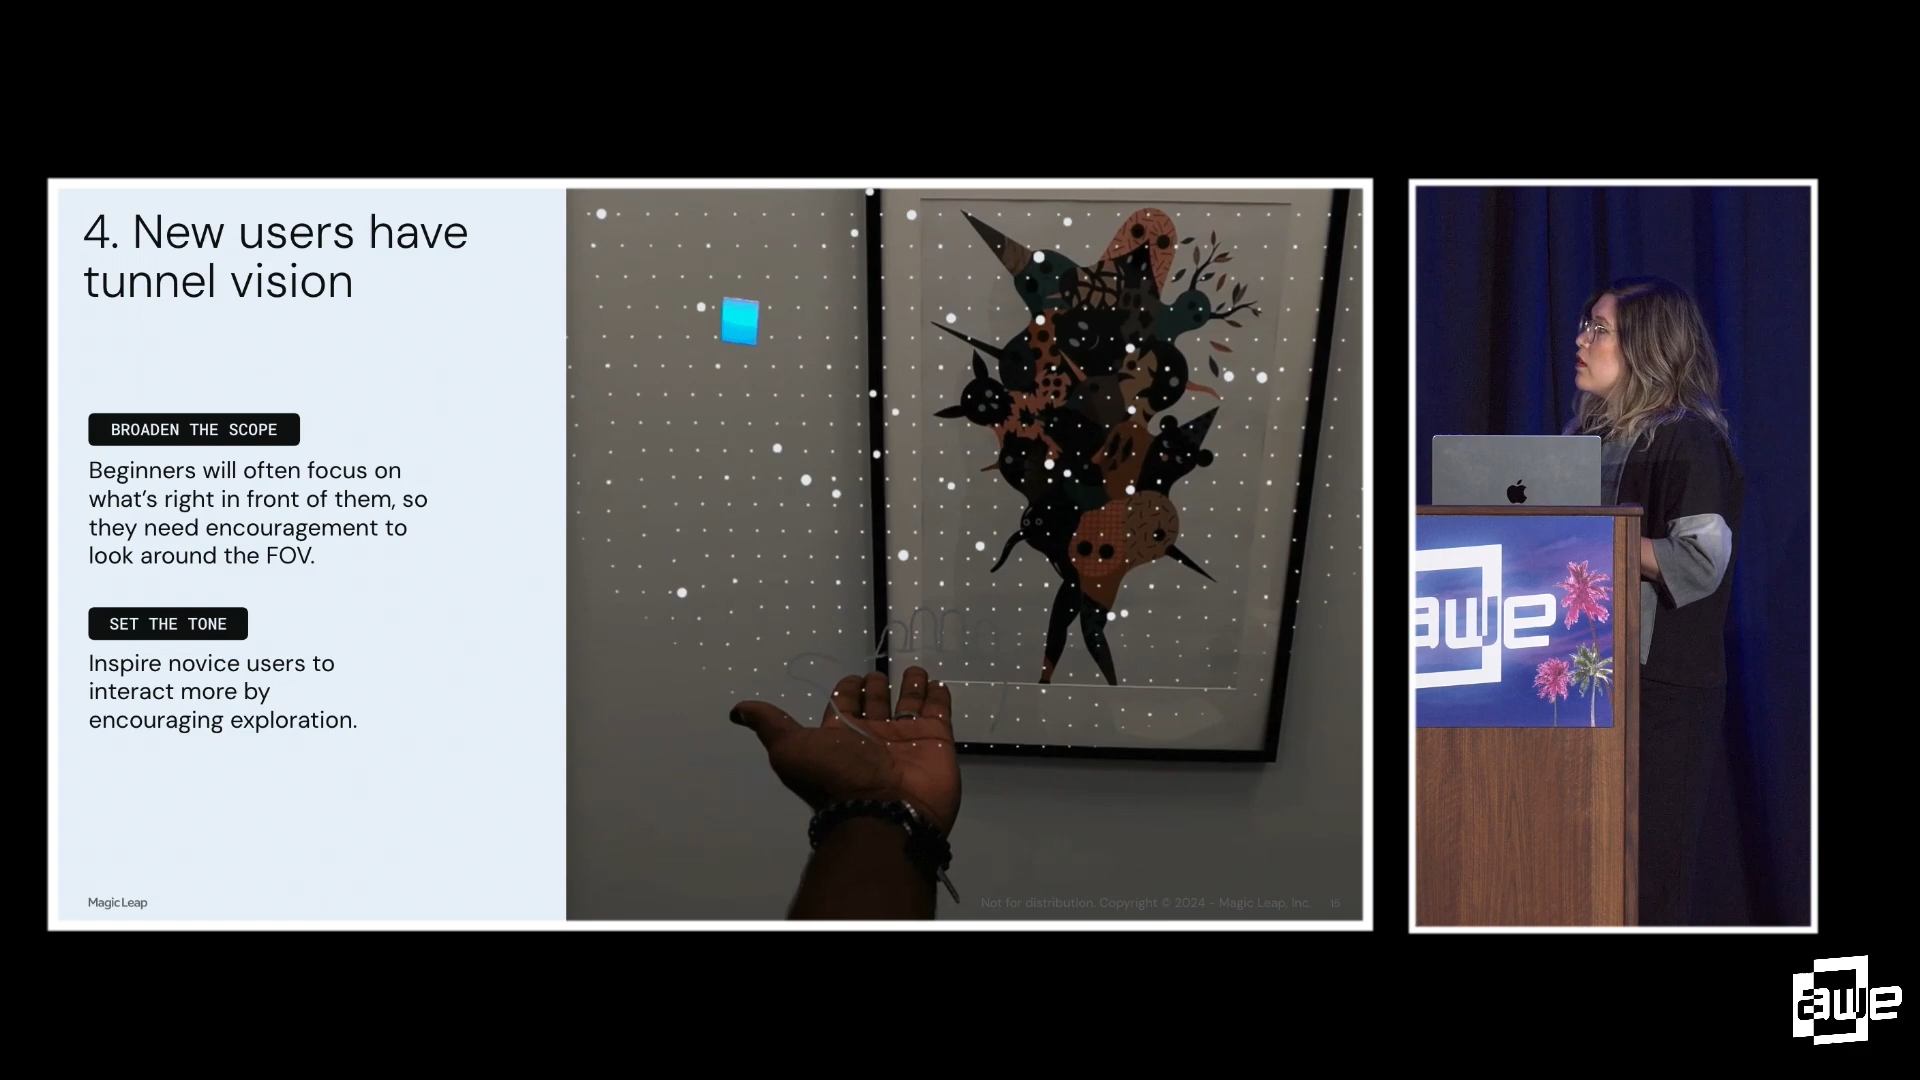 4. New users have
tunnel vision
BROADEN THE SCOPE
Beginners will often focus on
what's right in front of them, so
they need encouragement to
look around the FOV.
SET THE TONE
Inspire novice users to
interact more by
encouraging exploration.
Magic Leap
Not for distribution. Copyright © 2024 - Magic Leap, Inc. 15
awe
awe